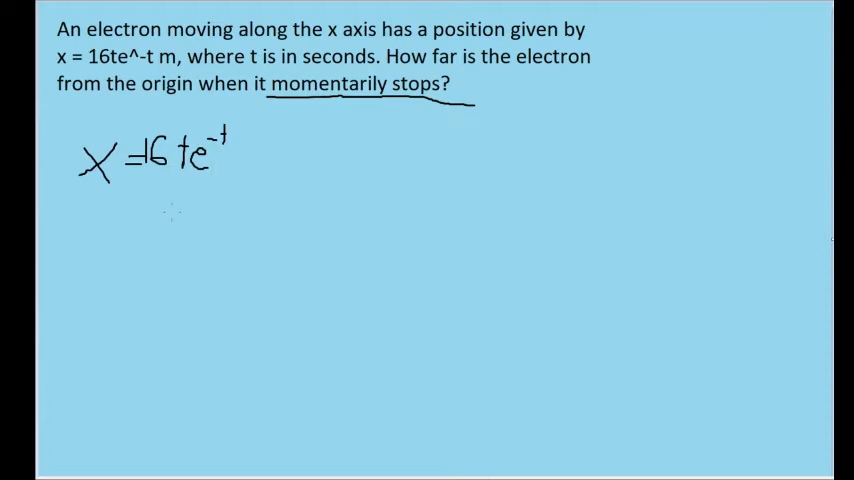 An electron moving along the x axis has a position given by
x = 16te^-t m, where t is in seconds. How far is the electron
from the origin when it momentarily stops?
x = 16 te^-t